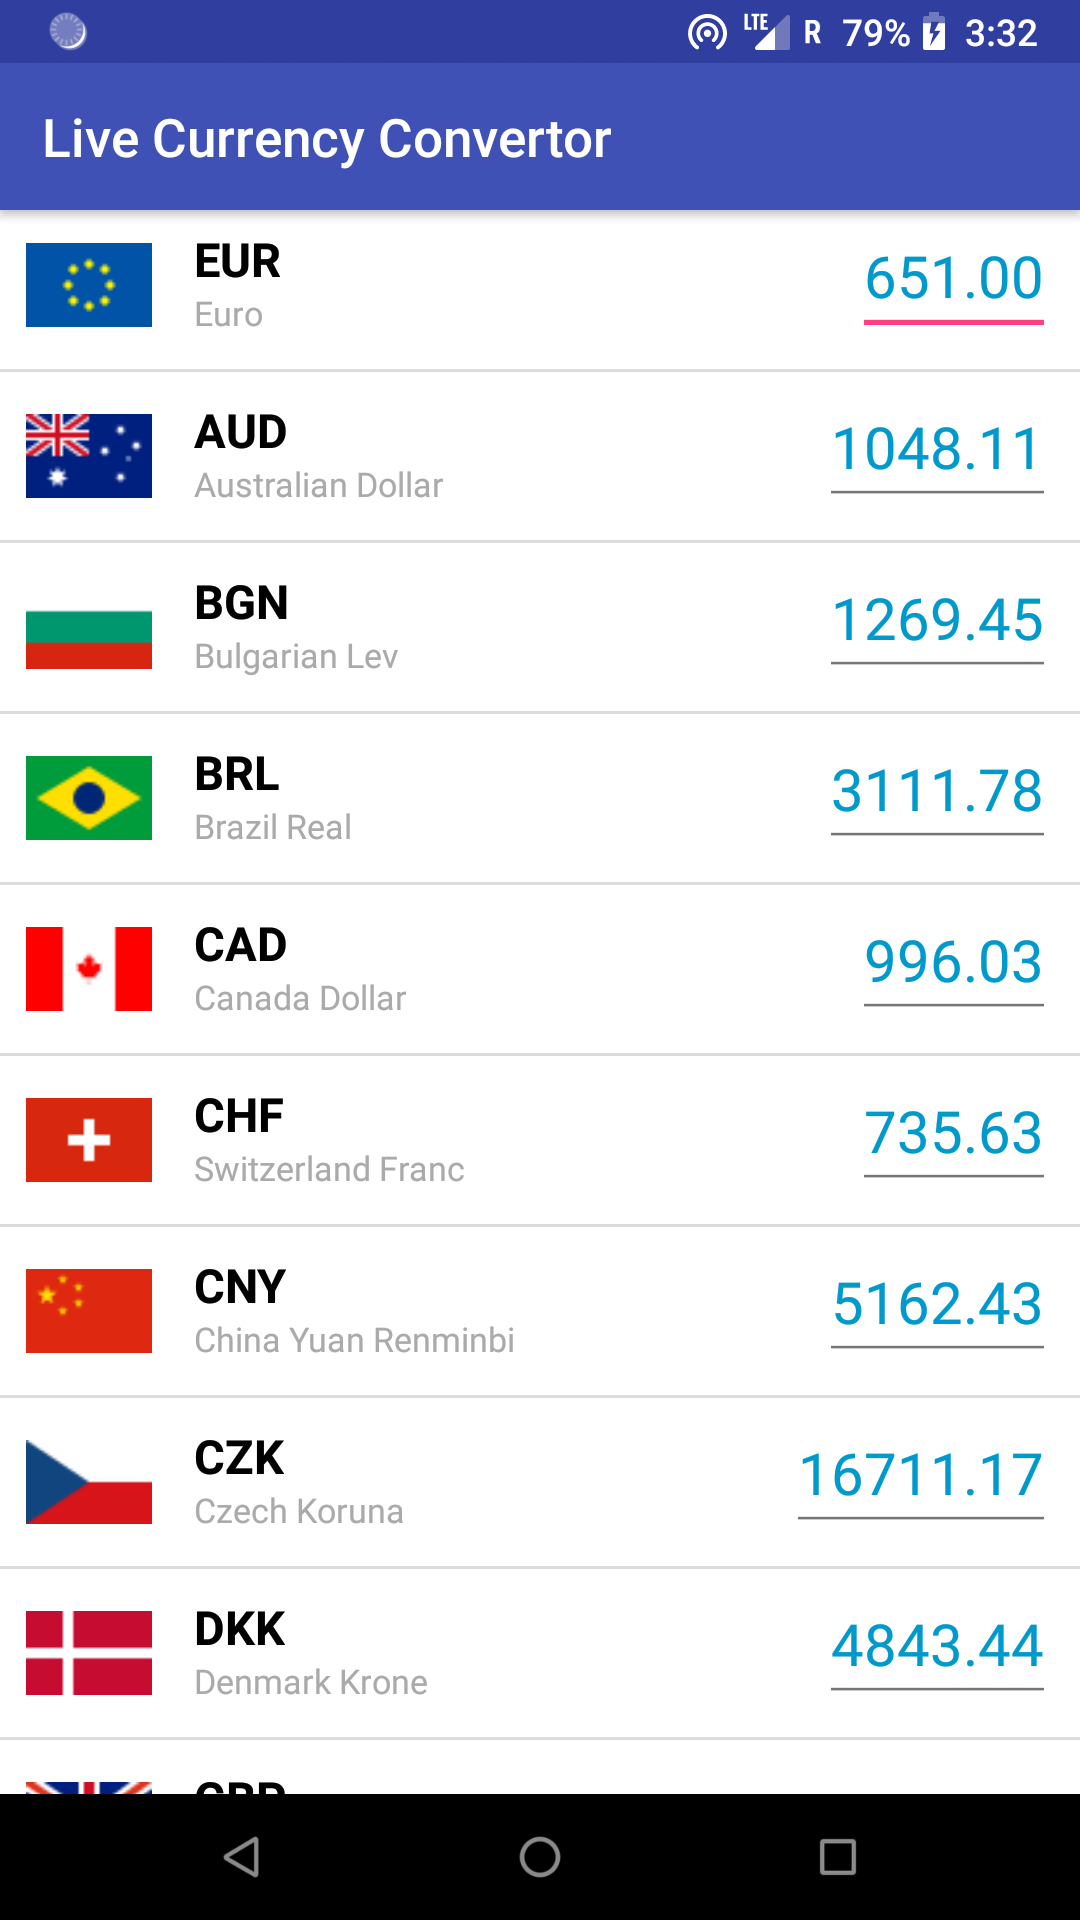 LTE R 79% 3:32
Live Currency Convertor
EUR
Euro
651.00
AUD
Australian Dollar
1048.11
BGN
Bulgarian Lev
1269.45
BRL
Brazil Real
3111.78
CAD
Canada Dollar
996.03
CHF
Switzerland Franc
735.63
CNY
China Yuan Renminbi
5162.43
CZK
Czech Koruna
16711.17
DKK
Denmark Krone
4843.44
GBP